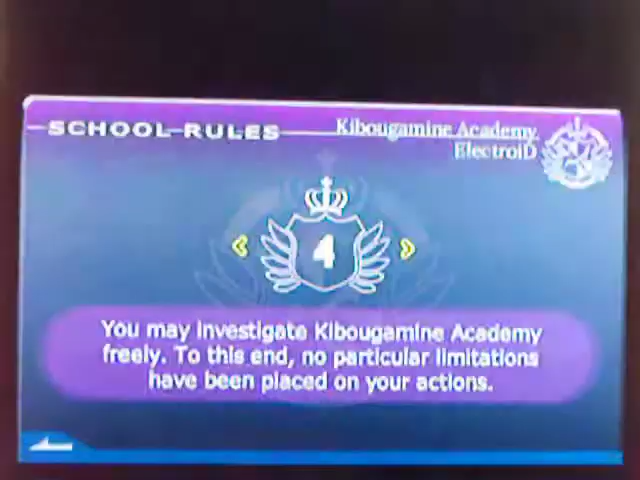 SCHOOL RULES
Kibougamine Academy
ElectroiD
4
You may investigate Kibougamine Academy
freely. To this end, no particular limitations
have been placed on your actions.